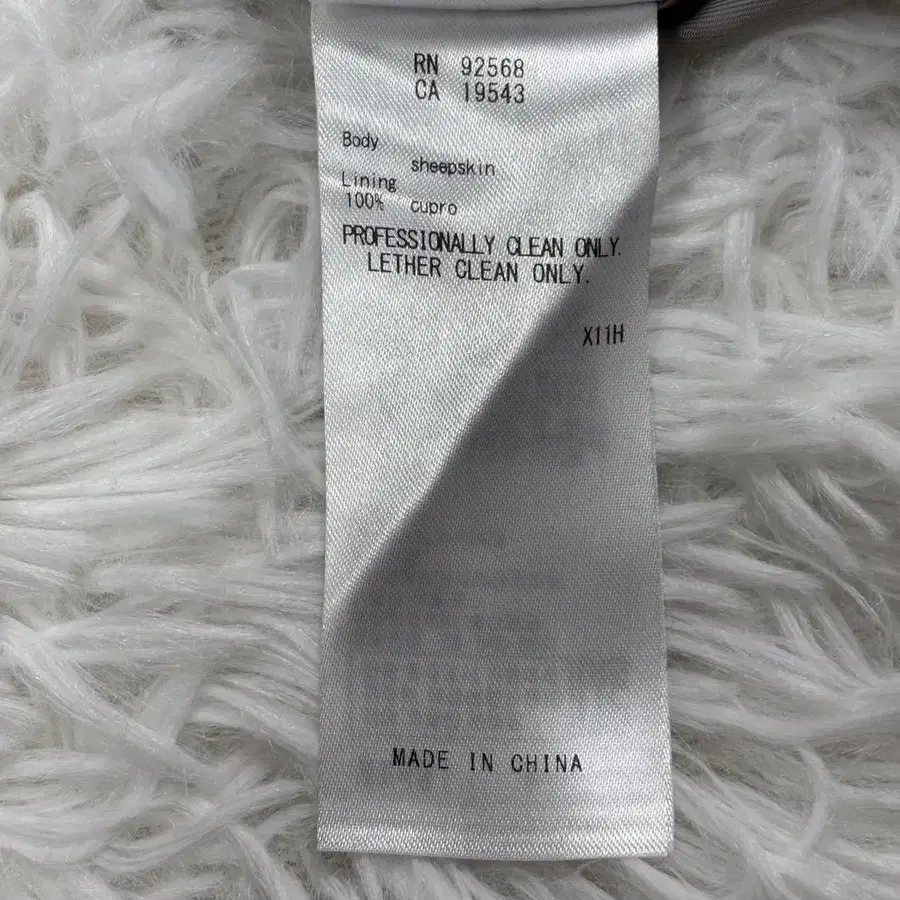 RN 92568
CA 19543
Body
sheepskin
Lining
100% cupro
PROFESSIONALLY CLEAN ONLY.
LETHER CLEAN ONLY.
X11H
MADE IN CHINA